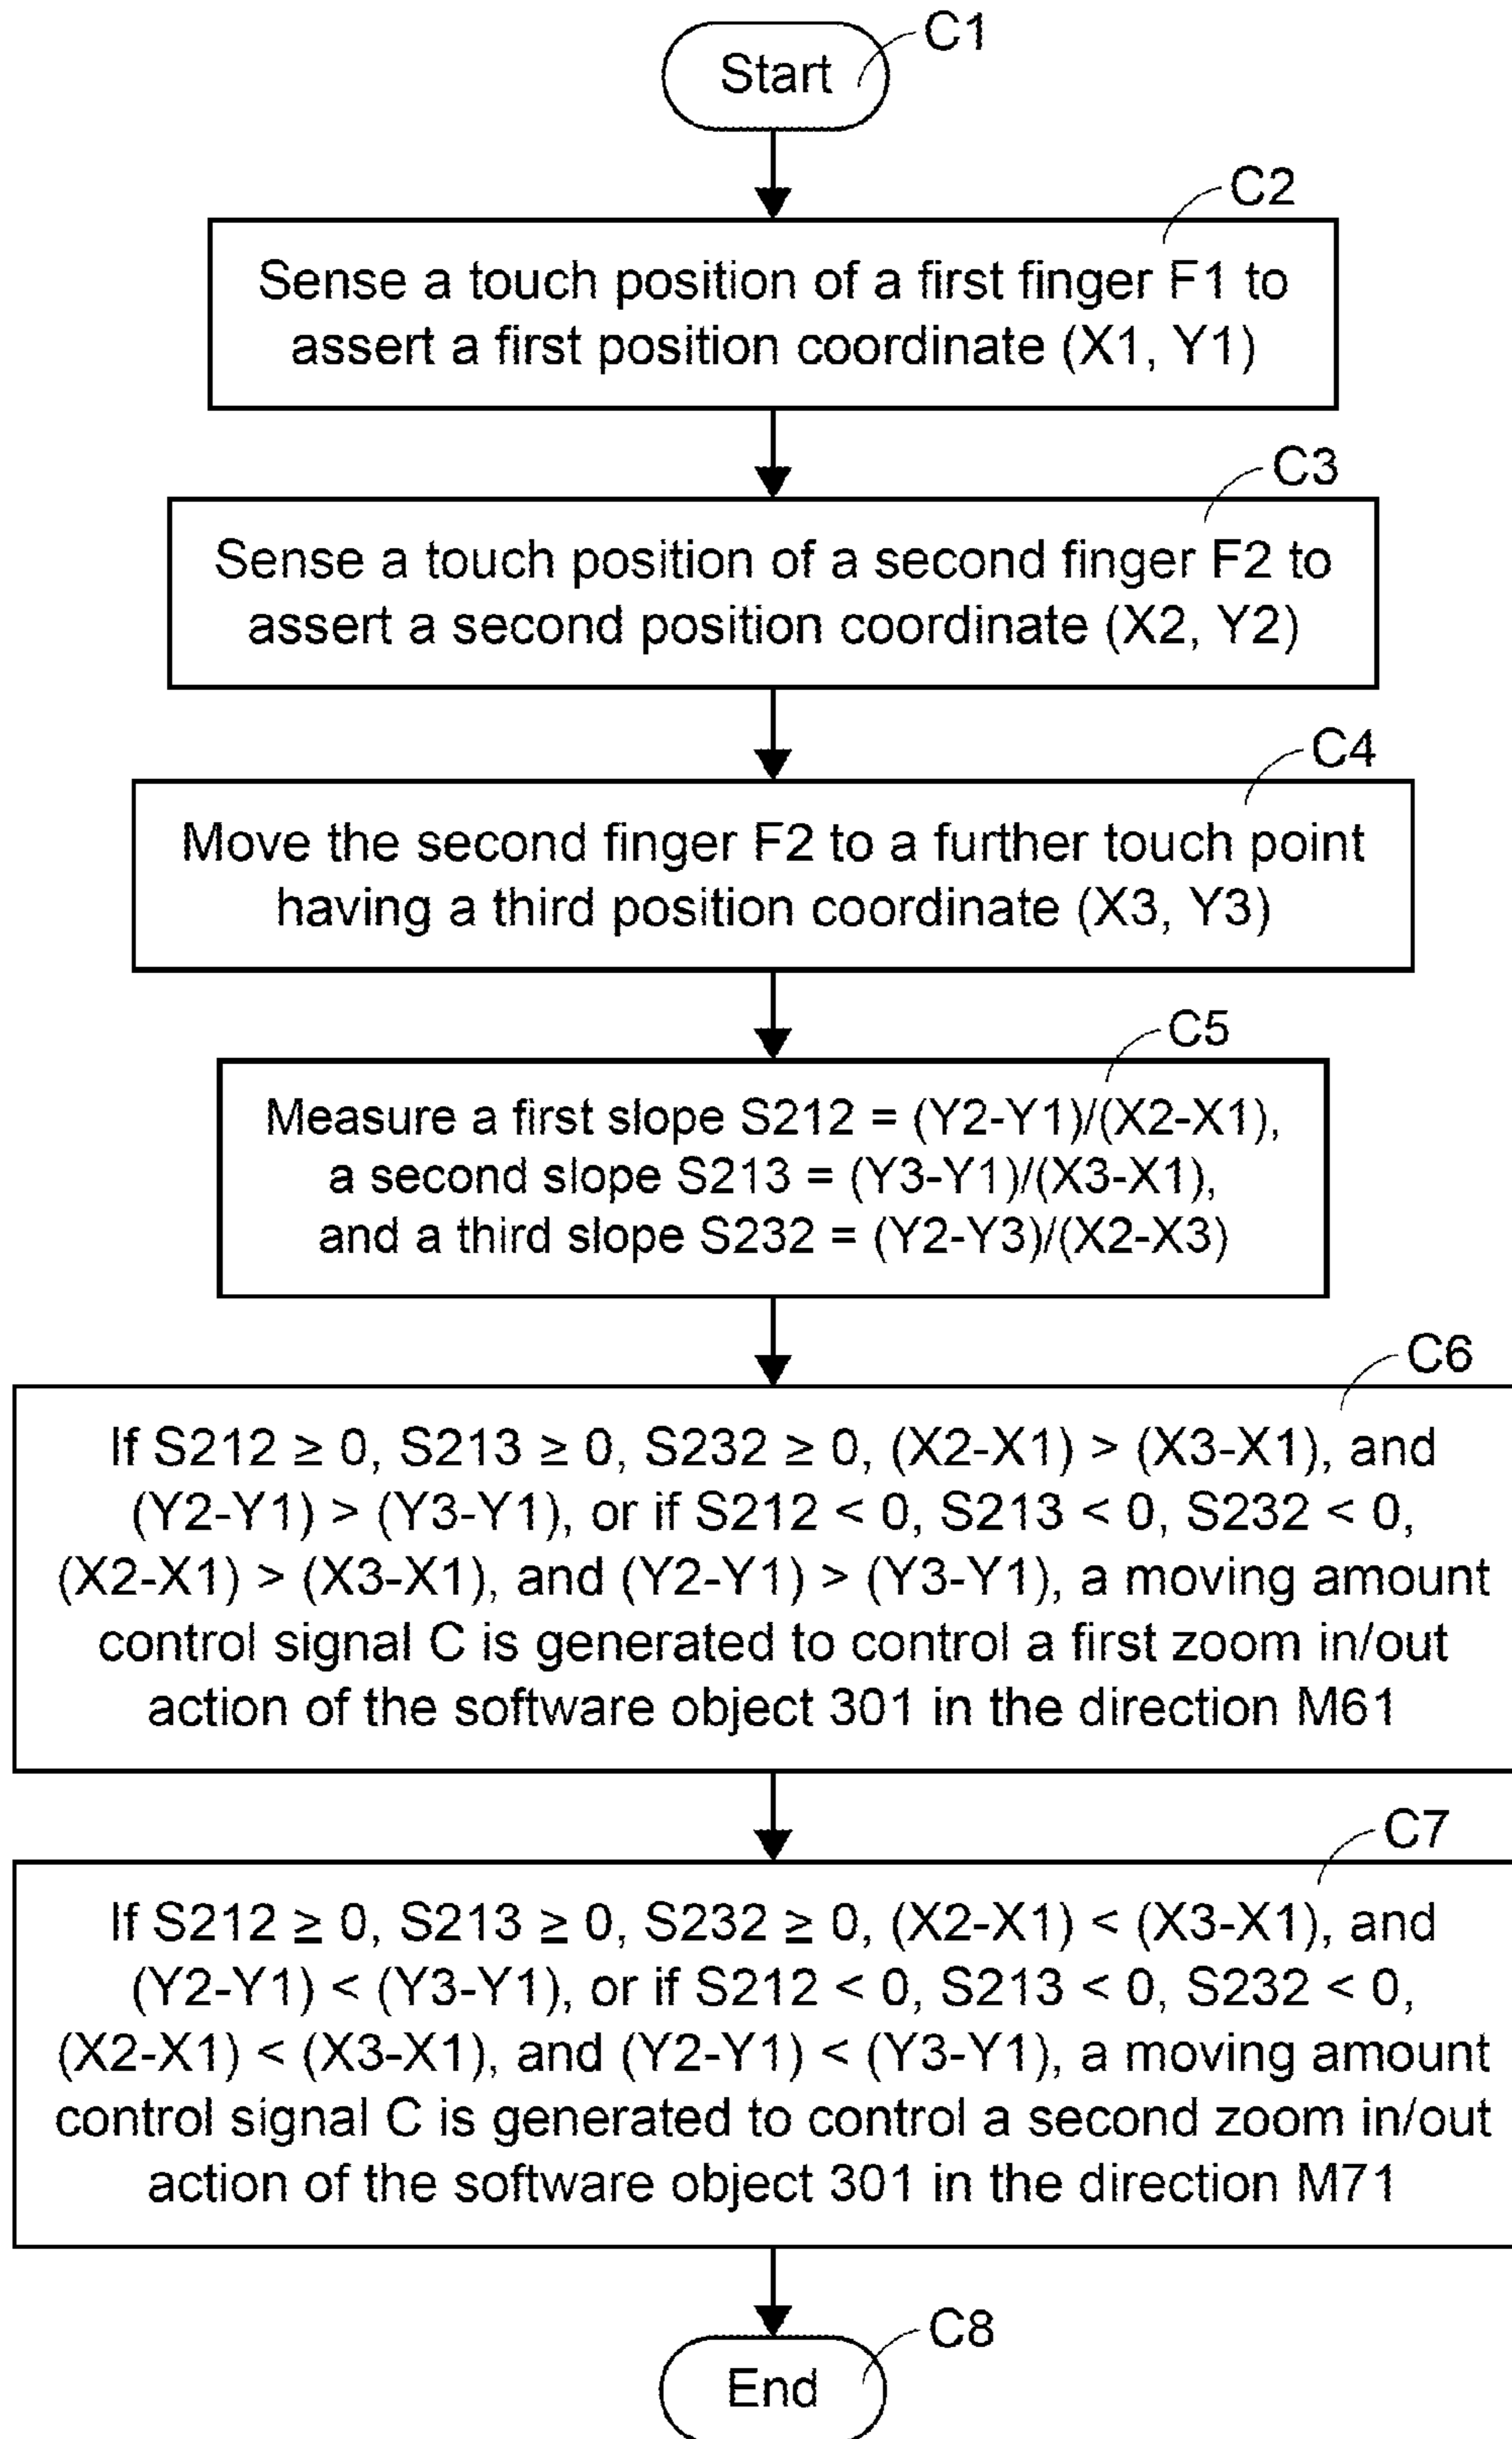 C1
Start
C2
Sense a touch position of a first finger F1 to
assert a first position coordinate (X1, Y1)
C3
Sense a touch position of a second finger F2 to
assert a second position coordinate (X2, Y2)
C4
Move the second finger F2 to a further touch point
having a third position coordinate (X3, Y3)
C5
Measure a first slope S212 = (Y2-Y1)/(X2-X1),
a second slope S213 = (Y3-Y1)/(X3-X1),
and a third slope S232 = (Y2-Y3)/(X2-X3)
C6
If S212 ≥ 0, S213 ≥ 0, S232 ≥ 0, (X2-X1) > (X3-X1), and
(Y2-Y1) > (Y3-Y1), or if S212 < 0, S213 < 0, S232 < 0,
(X2-X1) > (X3-X1), and (Y2-Y1) > (Y3-Y1), a moving amount
control signal C is generated to control a first zoom in/out
action of the software object 301 in the direction M61
C7
If S212 ≥ 0, S213 ≥ 0, S232 ≥ 0, (X2-X1) < (X3-X1), and
(Y2-Y1) < (Y3-Y1), or if S212 < 0, S213 < 0, S232 < 0,
(X2-X1) < (X3-X1), and (Y2-Y1) < (Y3-Y1), a moving amount
control signal C is generated to control a second zoom in/out
action of the software object 301 in the direction M71
C8
End